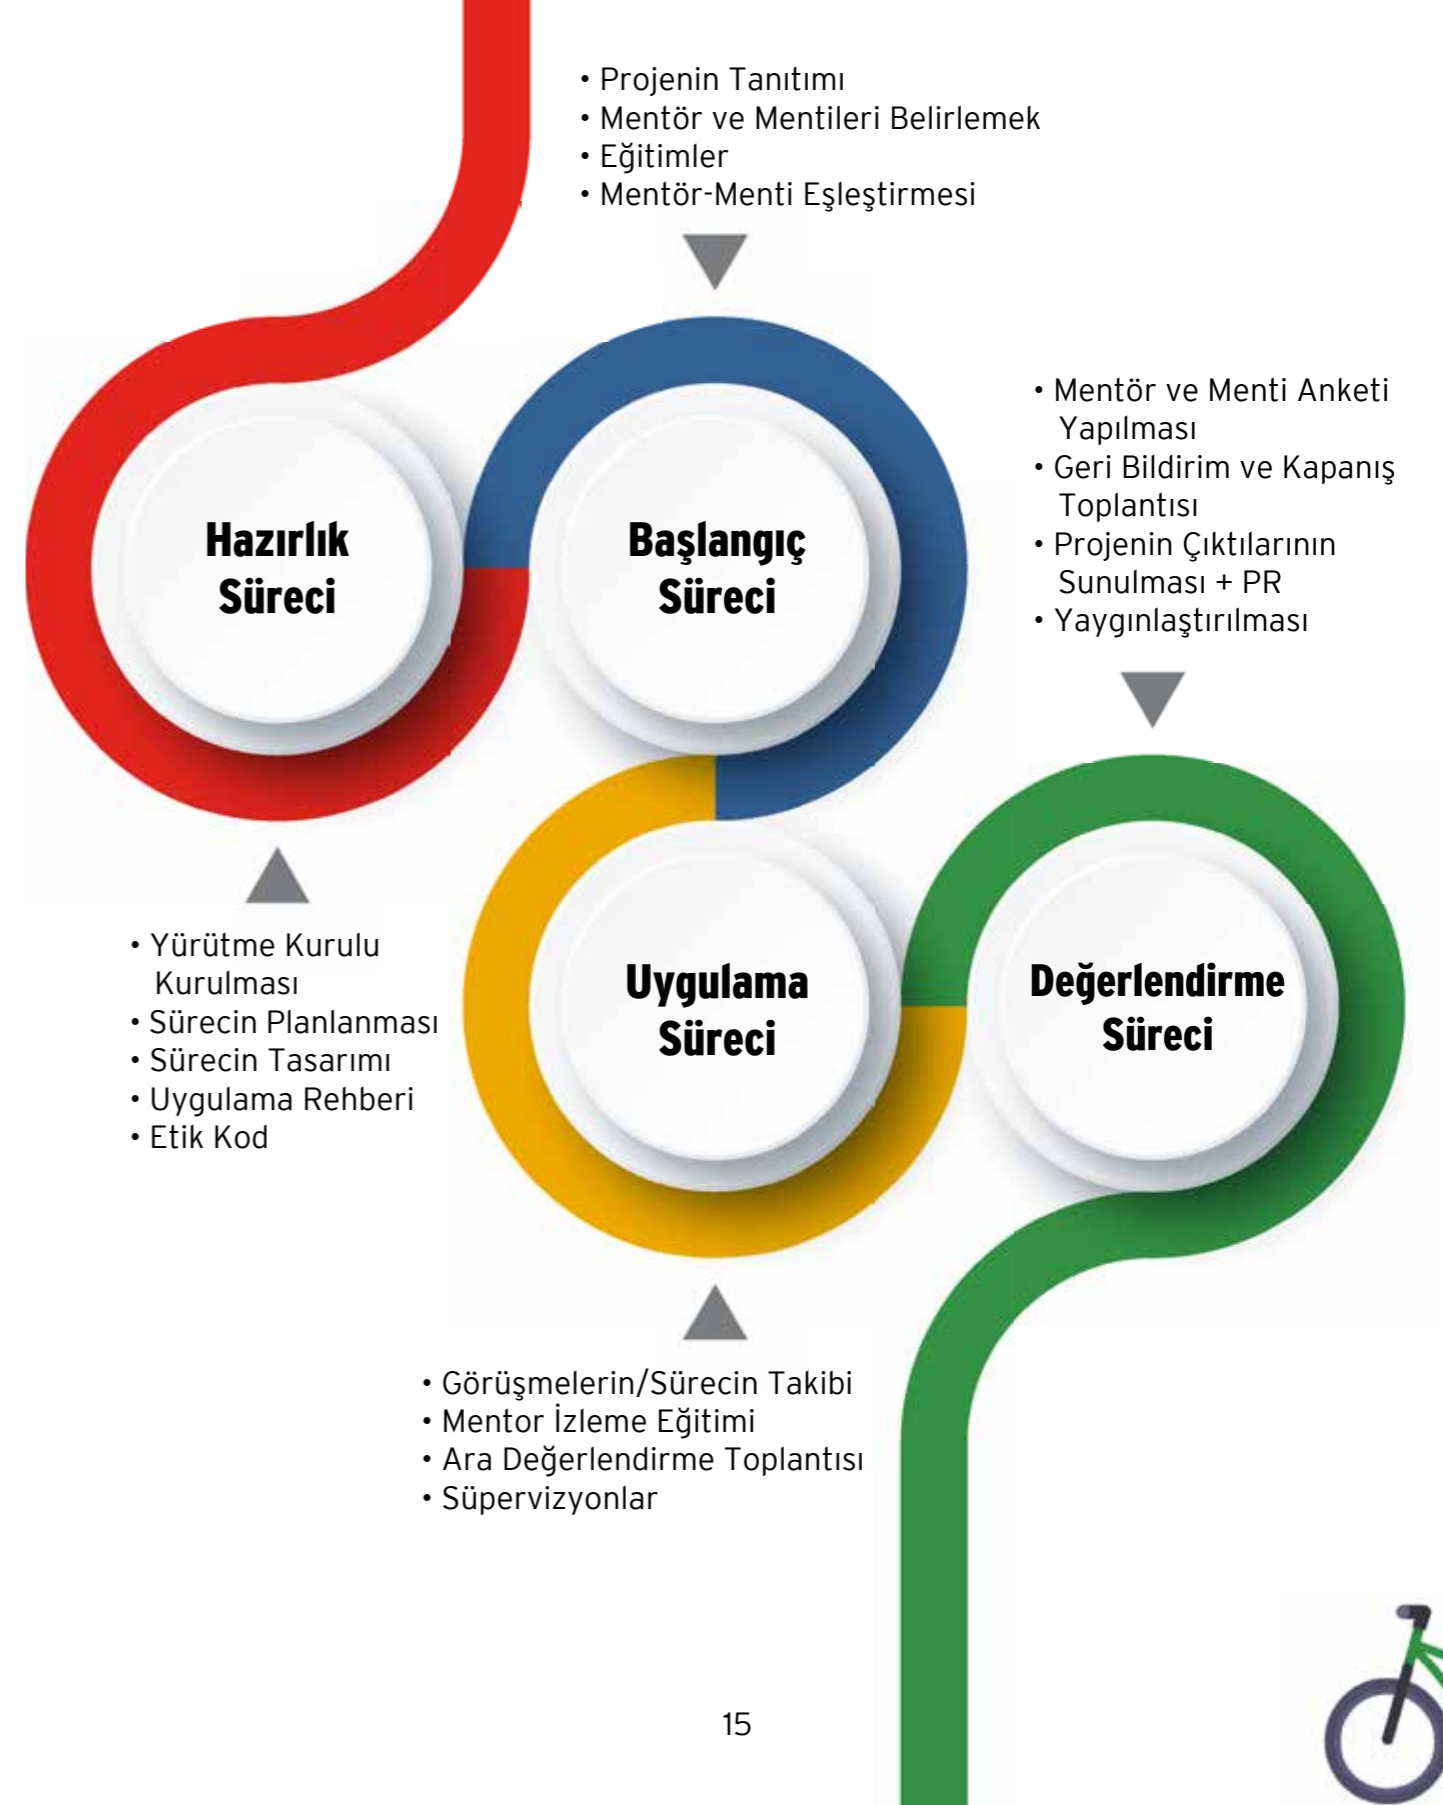 • Projenin Tanıtımı
• Mentör ve Mentileri Belirlemek
• Eğitimler
• Mentör-Menti Eşleştirmesi
Hazırlık
Süreci
Başlangıç
Süreci
• Mentör ve Menti Anketi
Yapılması
• Geri Bildirim ve Kapanış
Toplantısı
• Projenin Çıktılarının
Sunulması + PR
• Yaygınlaştırılması
• Yürütme Kurulu
Kurulması
• Sürecin Planlanması
• Sürecin Tasarımı
• Uygulama Rehberi
• Etik Kod
Uygulama
Süreci
Değerlendirme
Süreci
• Görüşmelerin/Sürecin Takibi
• Mentor İzleme Eğitimi
• Ara Değerlendirme Toplantısı
• Süpervizyonlar
15